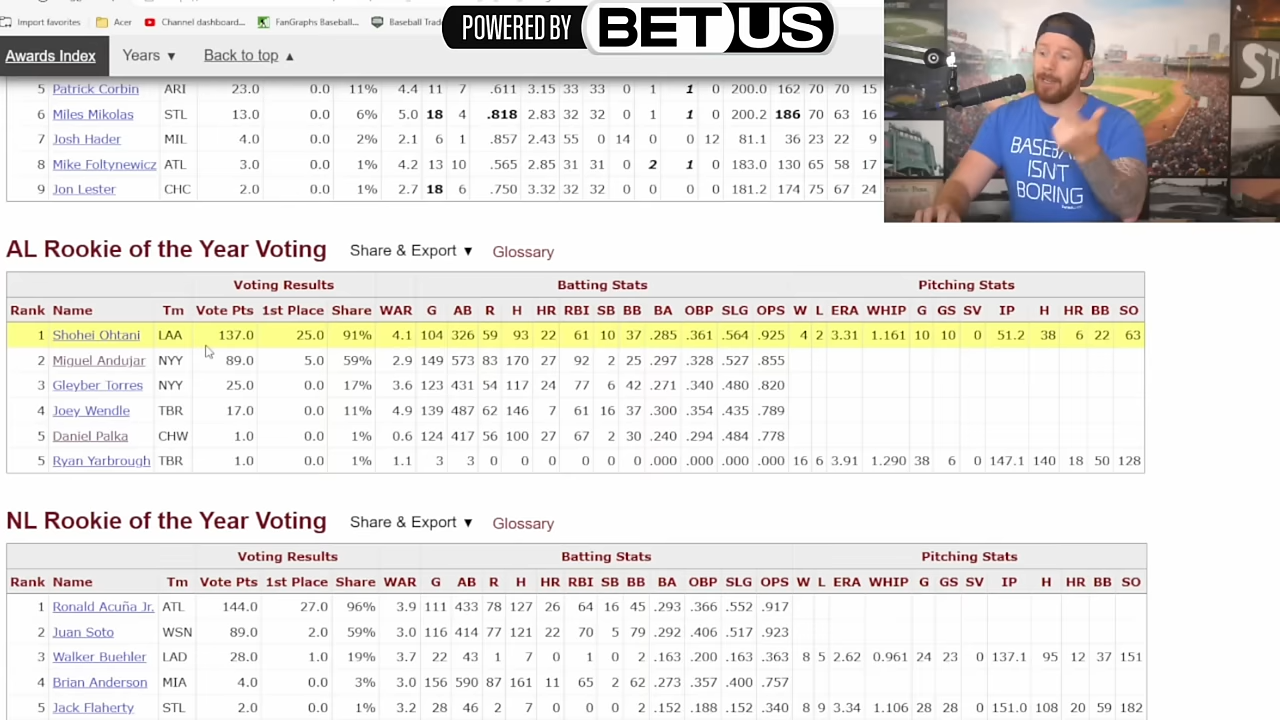 Import favorites Acer Channel dashboard... FanGraphs Baseball... Baseball Trad
POWERED BY BETUS
Awards Index Years ▼ Back to top ▲
5 Patrick Corbin ARI 23.0 0.0 11% 4.4 11 7 .611 3.15 33 33 0 1 1 0 200.0 162 70 70 15
6 Miles Mikolas STL 13.0 0.0 6% 5.0 18 4 .818 2.83 32 32 0 1 1 0 200.2 186 70 63 16
7 Josh Hader MIL 4.0 0.0 2% 2.1 6 1 .857 2.43 55 0 14 0 0 12 81.1 36 23 22 9
8 Mike Foltynewicz ATL 3.0 0.0 1% 4.2 13 10 .565 2.85 31 31 0 2 1 0 183.0 130 65 58 17
9 Jon Lester CHC 2.0 0.0 1% 2.7 18 6 .750 3.32 32 32 0 0 0 0 181.2 174 75 67 24
BASEBALL
ISN'T
BORING
AL Rookie of the Year Voting Share & Export ▼ Glossary
Voting Results Batting Stats Pitching Stats
Rank Name Tm Vote Pts 1st Place Share WAR G AB R H HR RBI SB BB BA OBP SLG OPS W L ERA WHIP G GS SV IP H HR BB SO
1 Shohei Ohtani LAA 137.0 25.0 91% 4.1 104 326 59 93 22 61 10 37 .285 .361 .564 .925 4 2 3.31 1.161 10 10 0 51.2 38 6 22 63
2 Miguel Andujar NYY 89.0 5.0 59% 2.9 149 573 83 170 27 92 2 25 .297 .328 .527 .855
3 Gleyber Torres NYY 25.0 0.0 17% 3.6 123 431 54 117 24 77 6 42 .271 .340 .480 .820
4 Joey Wendle TBR 17.0 0.0 11% 4.9 139 487 62 146 7 61 16 37 .300 .354 .435 .789
5 Daniel Palka CHW 1.0 0.0 1% 0.6 124 417 56 100 27 67 2 30 .240 .294 .484 .778
5 Ryan Yarbrough TBR 1.0 0.0 1% 1.1 3 3 0 0 0 0 0 0 .000 .000 .000 .000 16 6 3.91 1.290 38 6 0 147.1 140 18 50 128
NL Rookie of the Year Voting Share & Export ▼ Glossary
Voting Results Batting Stats Pitching Stats
Rank Name Tm Vote Pts 1st Place Share WAR G AB R H HR RBI SB BB BA OBP SLG OPS W L ERA WHIP G GS SV IP H HR BB SO
1 Ronald Acuña Jr. ATL 144.0 27.0 96% 3.9 111 433 78 127 26 64 16 45 .293 .366 .552 .917
2 Juan Soto WSN 89.0 2.0 59% 3.0 116 414 77 121 22 70 5 79 .292 .406 .517 .923
3 Walker Buehler LAD 28.0 1.0 19% 3.7 22 43 1 7 0 1 0 2 .163 .200 .163 .363 8 5 2.62 0.961 24 23 0 137.1 95 12 37 151
4 Brian Anderson MIA 4.0 0.0 3% 3.0 156 590 87 161 11 65 2 62 .273 .357 .400 .757
5 Jack Flaherty STL 2.0 0.0 1% 3.2 28 46 2 7 0 0 0 2 .152 .188 .152 .340 8 9 3.34 1.106 28 28 0 151.0 108 20 59 182